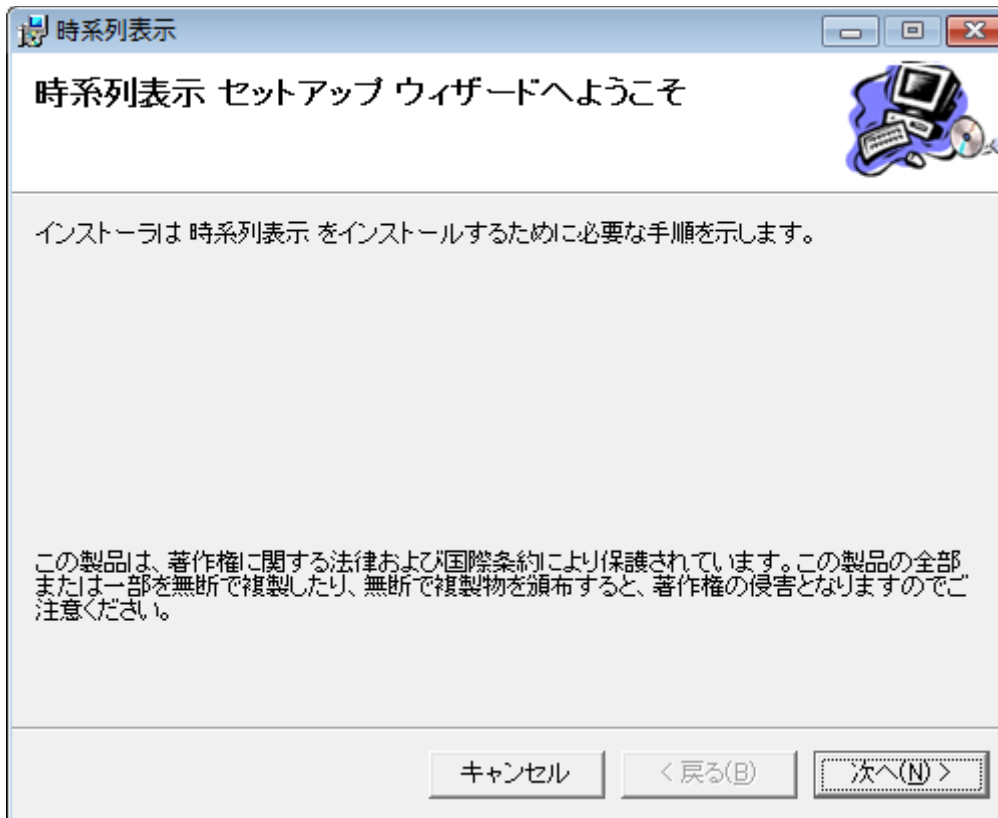 時系列表示
時系列表示 セットアップ ウィザードへようこそ
インストーラは 時系列表示 をインストールするために必要な手順を示します。
この製品は、著作権に関する法律および国際条約により保護されています。この製品の全部
または一部を無断で複製したり、無断で複製物を頒布すると、著作権の侵害となりますのでご
注意ください。
キャンセル
< 戻る(B)
次へ(N) >